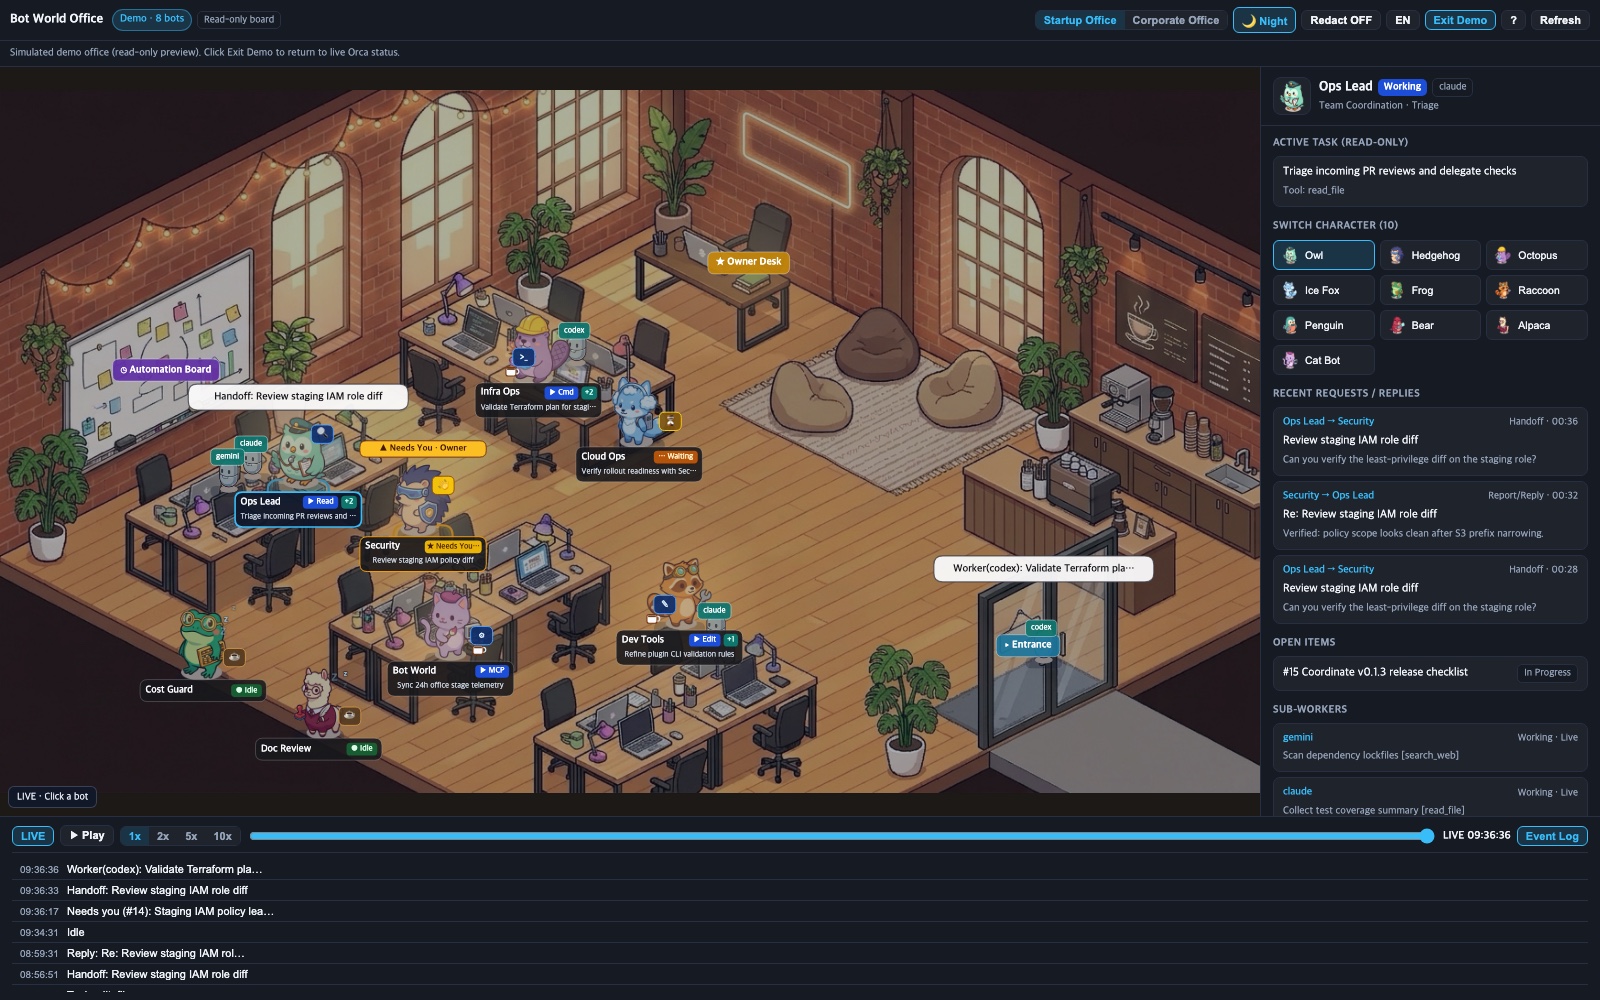 Bot World Office
Demo · 8 bots
Read-only board
Startup Office
Corporate Office
Night
Redact OFF
EN
Exit Demo
?
Refresh
Simulated demo office (read-only preview). Click Exit Demo to return to live Orca status.
★ Owner Desk
Automation Board
Handoff: Review staging IAM role diff
codex
>_
Infra Ops
▶ Cmd
+2
Validate Terraform plan for stagi…
▲ Needs You · Owner
Cloud Ops
··· Waiting
Verify rollout readiness with Sec…
claude
gemini
Ops Lead
▶ Read
+2
Triage incoming PR reviews and …
Security
★ Needs You…
Review staging IAM policy diff
Worker(codex): Validate Terraform pla…
codex
Entrance
claude
Dev Tools
▶ Edit
+1
Refine plugin CLI validation rules
Bot World
▶ MCP
Sync 24h office stage telemetry
z
Cost Guard
● Idle
z
Doc Review
● Idle
LIVE · Click a bot
Ops Lead
Working
claude
Team Coordination · Triage
ACTIVE TASK (READ-ONLY)
Triage incoming PR reviews and delegate checks
Tool: read_file
SWITCH CHARACTER (10)
Owl
Hedgehog
Octopus
Ice Fox
Frog
Raccoon
Penguin
Bear
Alpaca
Cat Bot
RECENT REQUESTS / REPLIES
Ops Lead → Security
Handoff · 00:36
Review staging IAM role diff
Can you verify the least-privilege diff on the staging role?
Security → Ops Lead
Report/Reply · 00:32
Re: Review staging IAM role diff
Verified: policy scope looks clean after S3 prefix narrowing.
Ops Lead → Security
Handoff · 00:28
Review staging IAM role diff
Can you verify the least-privilege diff on the staging role?
OPEN ITEMS
#15 Coordinate v0.1.3 release checklist
In Progress
SUB-WORKERS
gemini
Working · Live
Scan dependency lockfiles [search_web]
claude
Working · Live
Collect test coverage summary [read_file]
LIVE
▶ Play
1x
2x
5x
10x
LIVE 09:36:36
Event Log
09:36:36 Worker(codex): Validate Terraform pla…
09:36:33 Handoff: Review staging IAM role diff
09:36:17 Needs you (#14): Staging IAM policy lea…
09:34:31 Idle
08:59:31 Reply: Re: Review staging IAM rol…
08:56:51 Handoff: Review staging IAM role diff